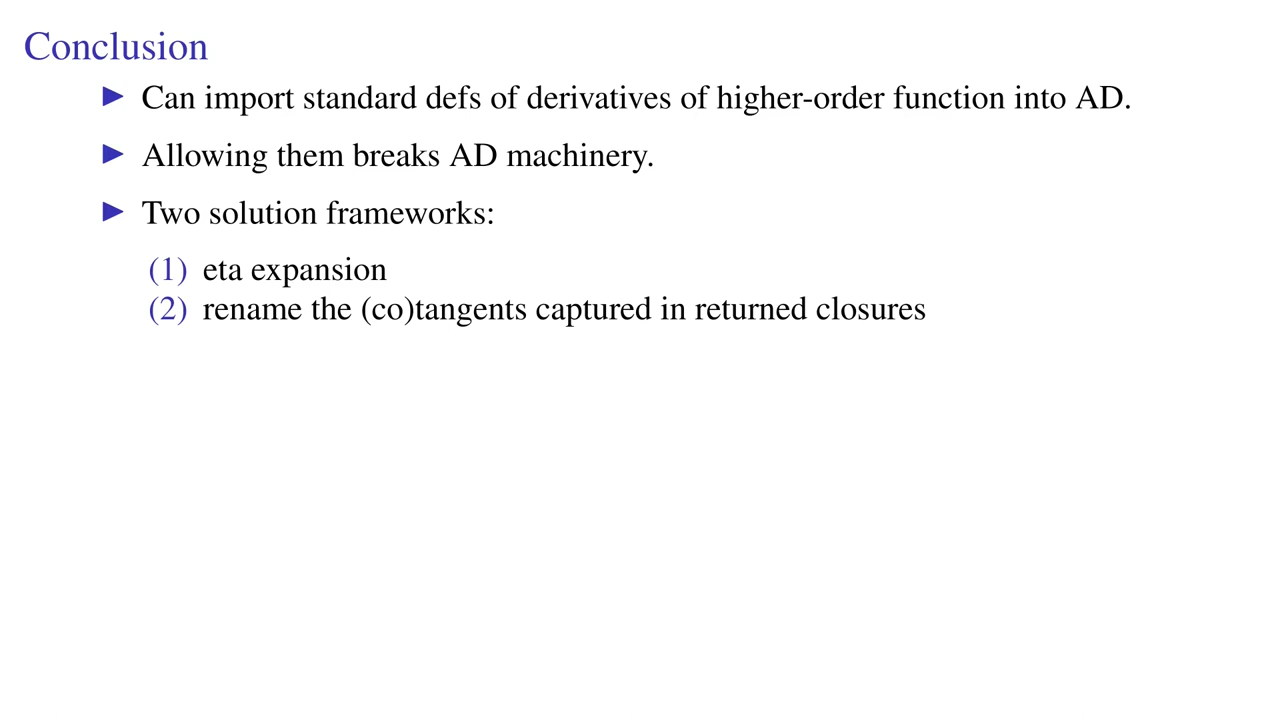 Conclusion
Can import standard defs of derivatives of higher-order function into AD.
Allowing them breaks AD machinery.
Two solution frameworks:
(1) eta expansion
(2) rename the (co)tangents captured in returned closures